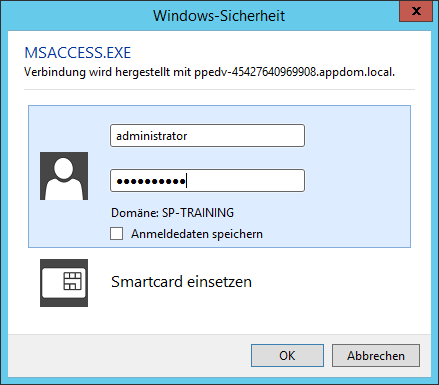 Windows-Sicherheit
MSACCESS.EXE
Verbindung wird hergestellt mit ppedv-45427640969908.appdom.local.
administrator
●●●●●●●●●●
Domäne: SP-TRAINING
Anmeldedaten speichern
Smartcard einsetzen
OK
Abbrechen